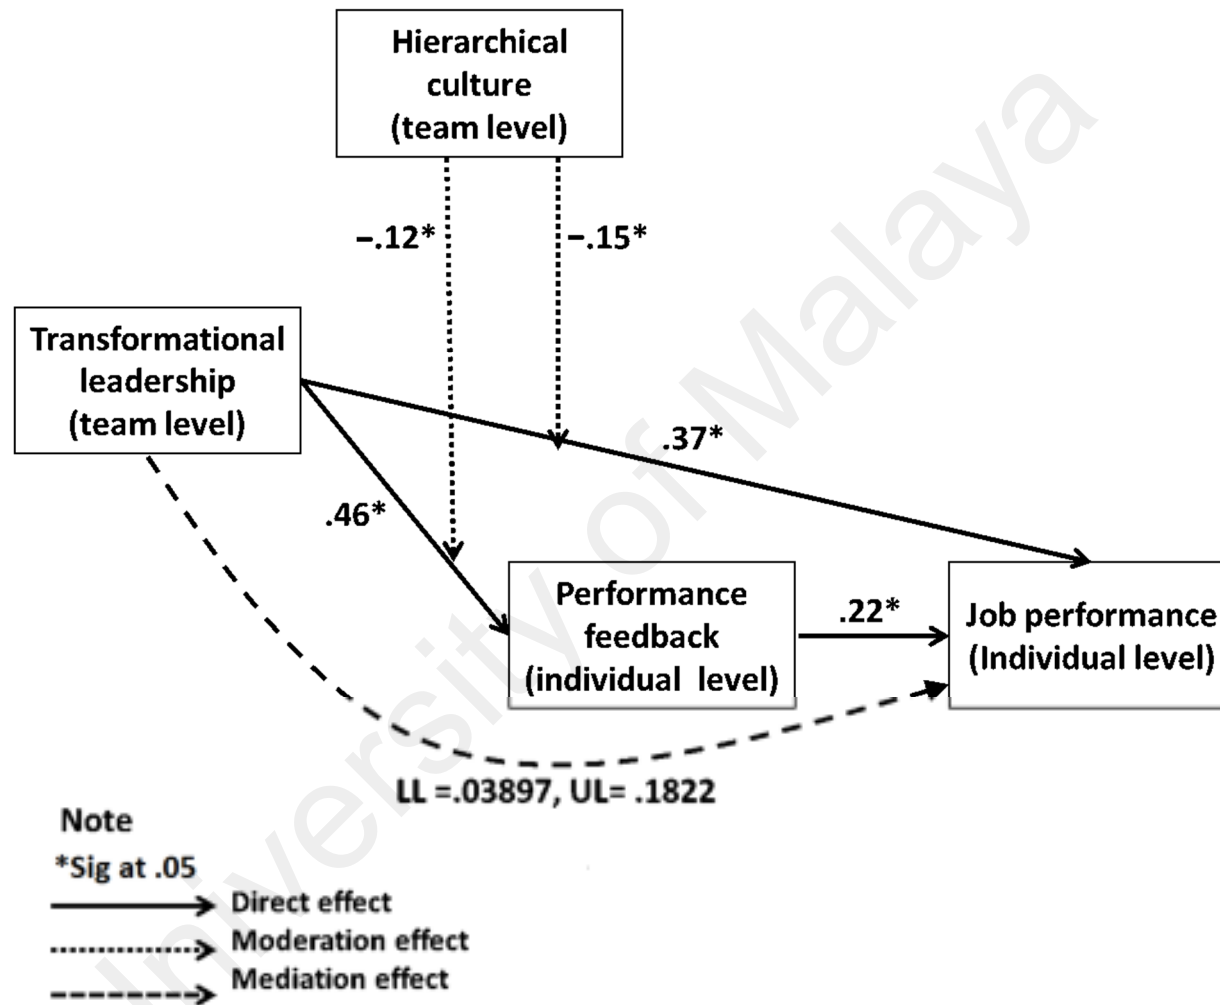 Hierarchical
culture
(team level)
–.12*
–.15*
Transformational
leadership
(team level)
.37*
.46*
Performance
feedback
(individual level)
.22*
Job performance
(Individual level)
LL =.03897, UL= .1822
Note
*Sig at .05
Direct effect
Moderation effect
Mediation effect
University of Malaya